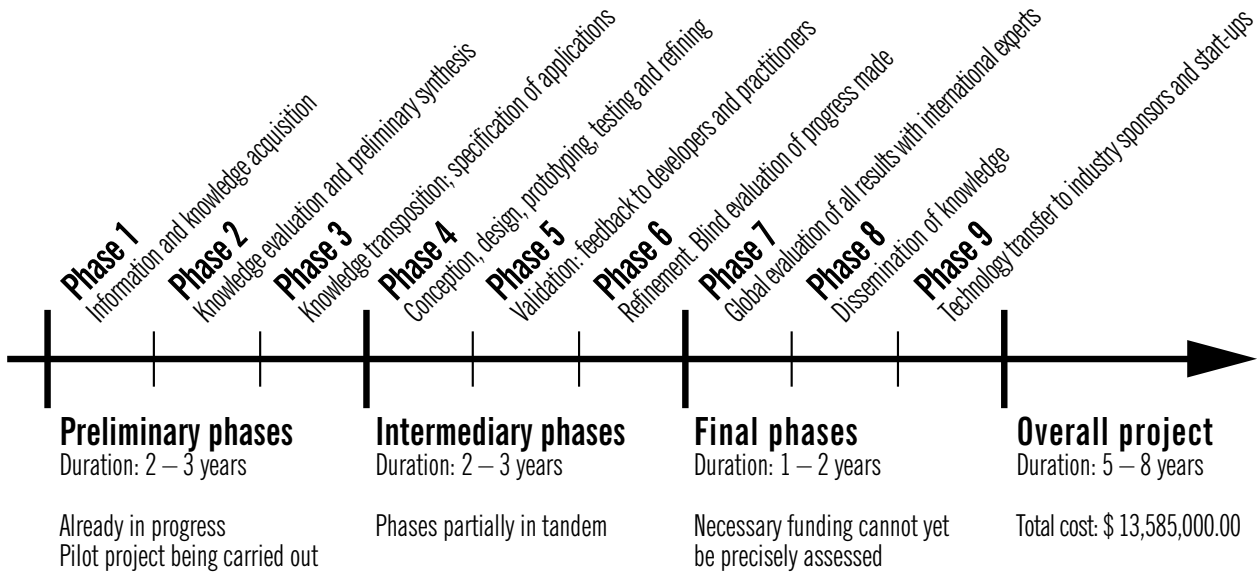 Phase 1
Information and knowledge acquisition
Phase 2
Knowledge evaluation and preliminary synthesis
Phase 3
Knowledge transposition; specification of applications
Phase 4
Conception, design, prototyping, testing and refining
Phase 5
Validation: feedback to developers and practitioners
Phase 6
Refinement. Blind evaluation of progress made
Phase 7
Global evaluation of all results with international experts
Phase 8
Dissemination of knowledge
Phase 9
Technology transfer to industry sponsors and start-ups
Preliminary phases
Duration: 2 – 3 years
Already in progress
Pilot project being carried out
Intermediary phases
Duration: 2 – 3 years
Phases partially in tandem
Final phases
Duration: 1 – 2 years
Necessary funding cannot yet
be precisely assessed
Overall project
Duration: 5 – 8 years
Total cost: $ 13,585,000.00